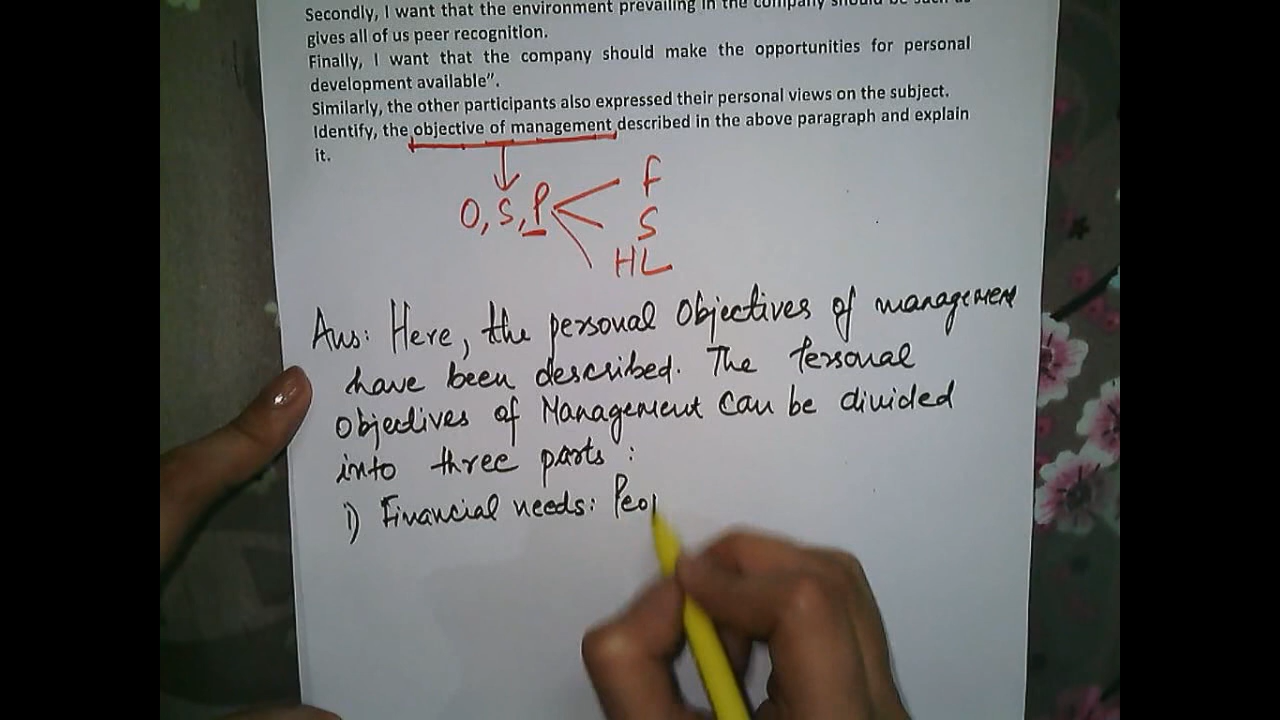 Secondly, I want that the environment prevailing in the company should be such as
gives all of us peer recognition.
Finally, I want that the company should make the opportunities for personal
development available”.
Similarly, the other participants also expressed their personal views on the subject.
Identify, the objective of management described in the above paragraph and explain
it.
O, S, P
F
S
HL
Ans: Here, the personal Objectives of management
have been described. The Personal
Objectives of Management can be divided
into three parts :
i) Financial needs: Peop